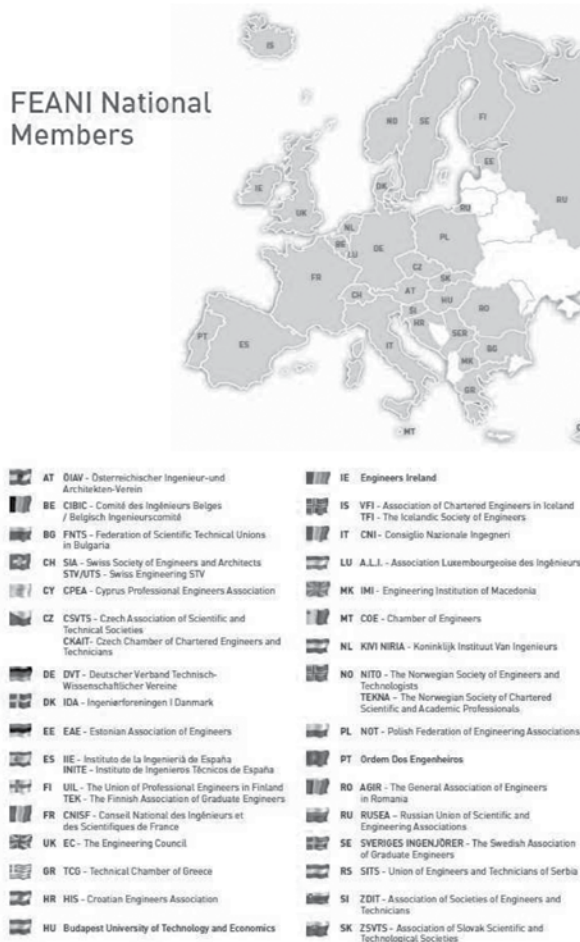 FEANI National
Members
IS
NO
SE
FI
EE
RU
IE
UK
DK
RU
NL
BE
LU
DE
PL
CZ
SK
FR
CH
AT
HU
RO
SI
HR
SER
BG
PT
ES
IT
MK
GR
MT
AT ÖIAV - Österreichischer Ingenieur-und
Architekten-Verein
BE CIBIC - Comité des Ingénieurs Belges
/ Belgisch Ingenieurscomité
BG FNTS - Federation of Scientific Technical Unions
in Bulgaria
CH SIA - Swiss Society of Engineers and Architects
STV/UTS - Swiss Engineering STV
CY CPEA - Cyprus Professional Engineers Association
CZ CSVTS - Czech Association of Scientific and
Technical Societies
CKAIT- Czech Chamber of Chartered Engineers and
Technicians
DE DVT - Deutscher Verband Technisch-
Wissenschaftlicher Vereine
DK IDA - Ingeniørforeningen I Danmark
EE EAE - Estonian Association of Engineers
ES IIE - Instituto de la Ingenierià de España
INITE - Instituto de Ingenieros Técnicos de España
FI UIL - The Union of Professional Engineers in Finland
TEK - The Finnish Association of Graduate Engineers
FR CNISF - Conseil National des Ingénieurs et
des Scientifiques de France
UK EC - The Engineering Council
GR TCG - Technical Chamber of Greece
HR HIS - Croatian Engineers Association
HU Budapest University of Technology and Economics
IE Engineers Ireland
IS VFI - Association of Chartered Engineers in Iceland
TFI - The Icelandic Society of Engineers
IT CNI - Consiglio Nazionale Ingegneri
LU A.L.I. - Association Luxembourgeoise des Ingénieurs
MK IMI - Engineering Institution of Macedonia
MT COE - Chamber of Engineers
NL KIVI NIRIA - Koninklijk Instituut Van Ingenieurs
NO NITO - The Norwegian Society of Engineers and
Technologists
TEKNA - The Norwegian Society of Chartered
Scientific and Academic Professionals
PL NOT - Polish Federation of Engineering Associations
PT Ordem Dos Engenheiros
RO AGIR - The General Association of Engineers
in Romania
RU RUSEA - Russian Union of Scientific and
Engineering Associations
SE SVERIGES INGENJÖRER - The Swedish Association
of Graduate Engineers
RS SITS - Union of Engineers and Technicians of Serbia
SI ZDIT - Association of Societies of Engineers and
Technicians
SK ZSVTS - Association of Slovak Scientific and
Technological Societies